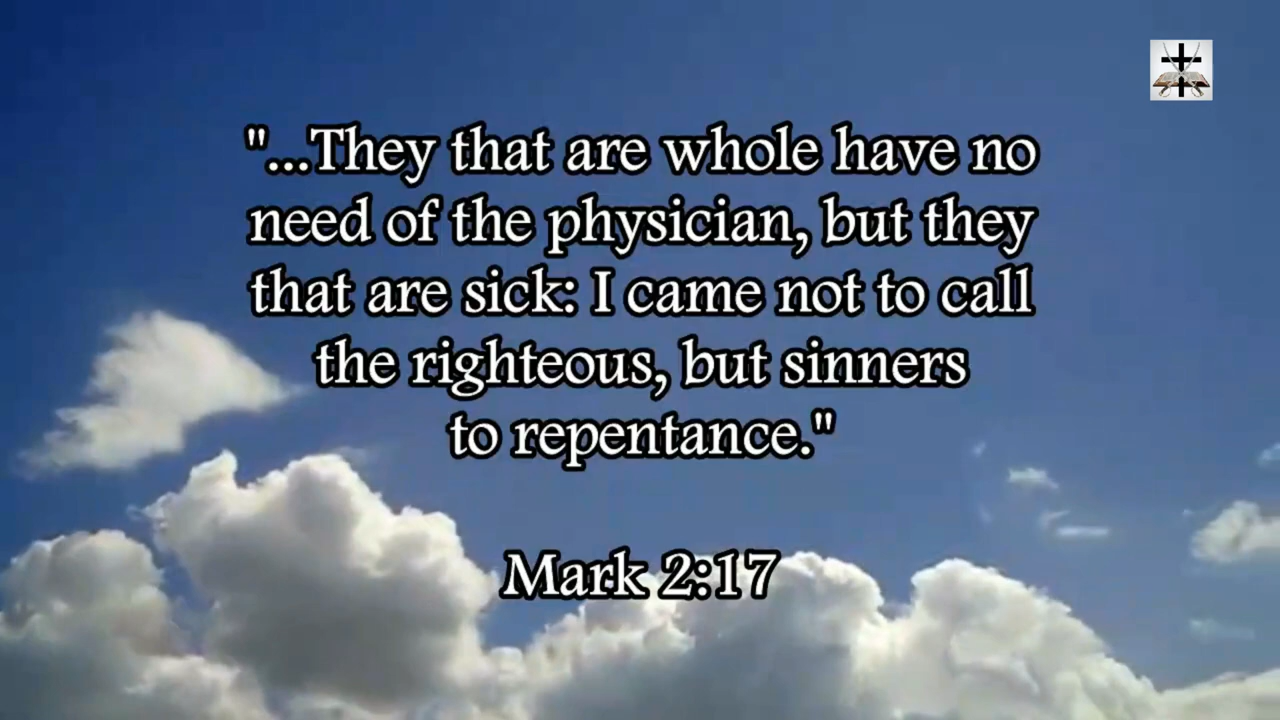 "...They that are whole have no
need of the physician, but they
that are sick: I came not to call
the righteous, but sinners
to repentance."
Mark 2:17